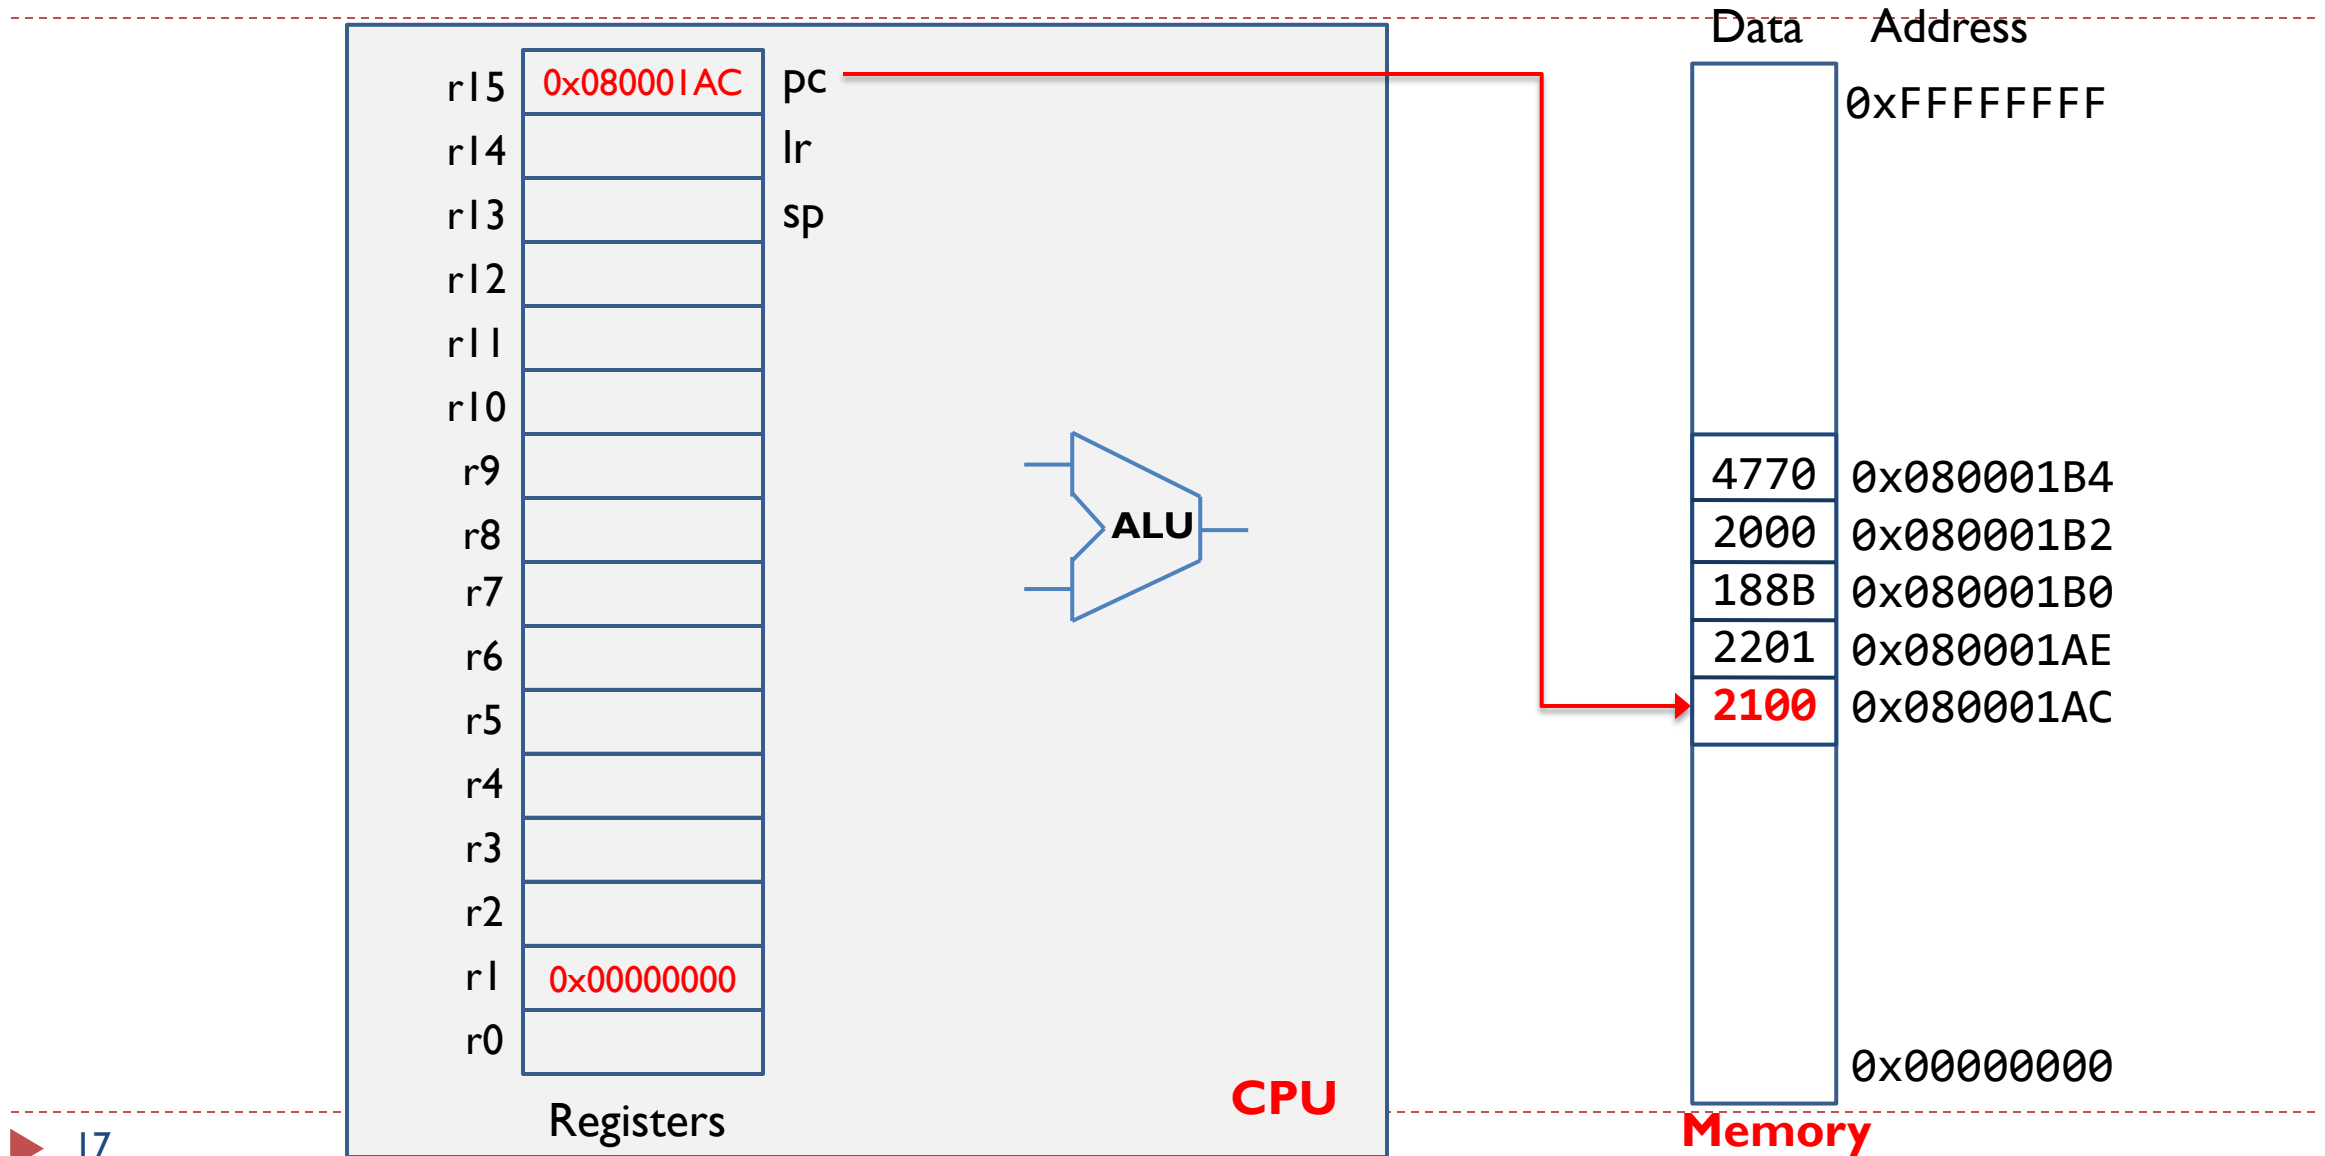 Data Address
r15 0x080001AC pc
0xFFFFFFFF
r14 lr
r13 sp
r12
r11
r10
r9
4770 0x080001B4
r8
ALU
2000 0x080001B2
r7
188B 0x080001B0
r6
2201 0x080001AE
r5
2100 0x080001AC
r4
r3
r2
r1 0x00000000
r0
0x00000000
CPU
Registers
Memory
17